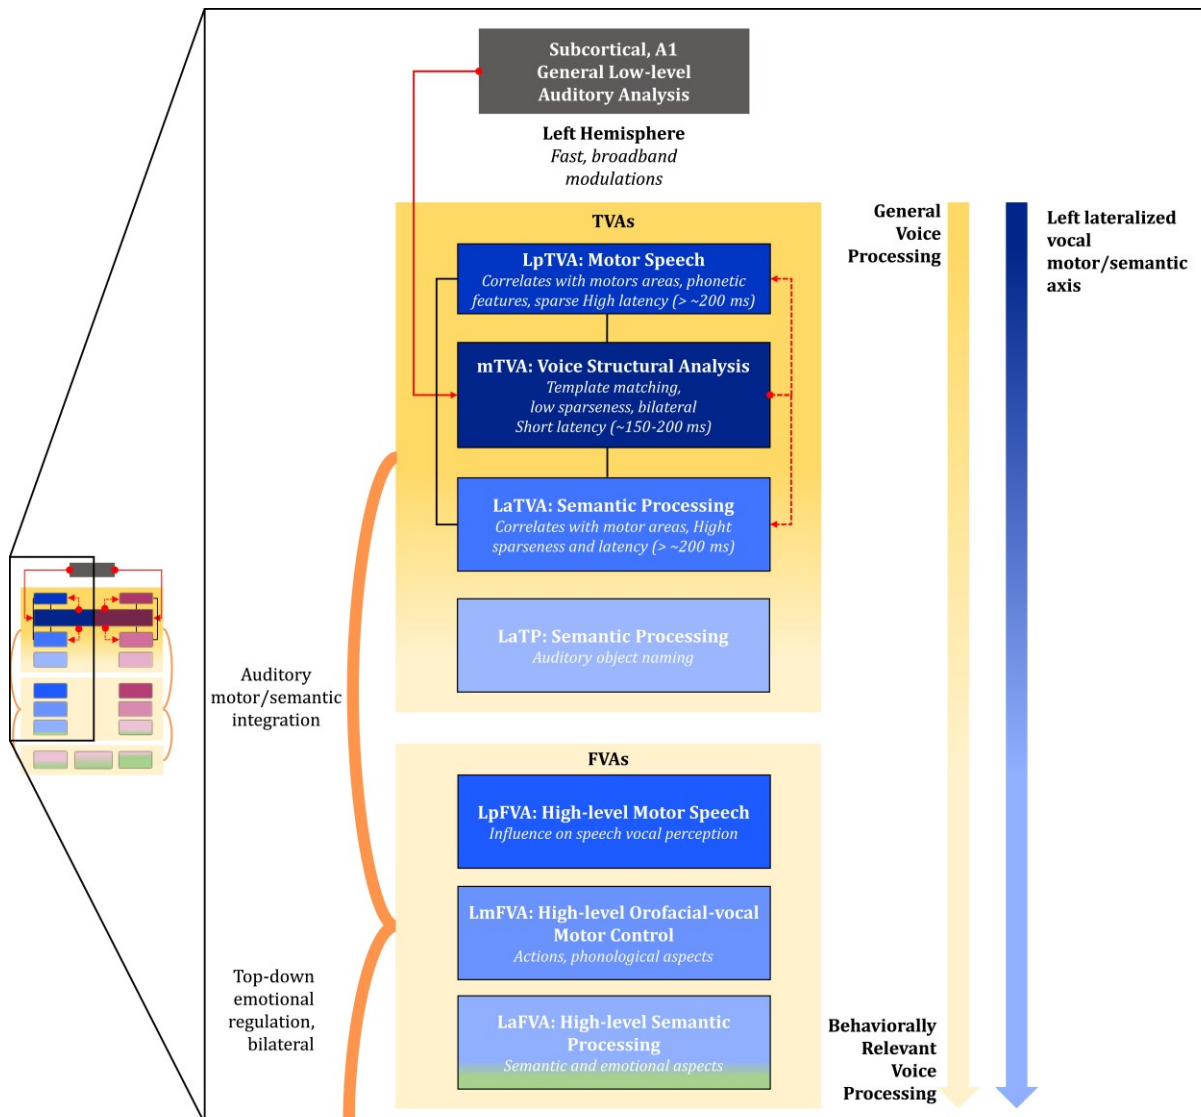 Subcortical, A1
General Low-level
Auditory Analysis
Left Hemisphere
Fast, broadband
modulations
TVAs
LpTVA: Motor Speech
Correlates with motors areas, phonetic
features, sparse High latency (> ~200 ms)
mTVA: Voice Structural Analysis
Template matching,
low sparseness, bilateral
Short latency (~150-200 ms)
LaTVA: Semantic Processing
Correlates with motor areas, Hight
sparseness and latency (> ~200 ms)
LaTP: Semantic Processing
Auditory object naming
General
Voice
Processing
Left lateralized
vocal
motor/semantic
axis
Auditory
motor/semantic
integration
FVAs
LpFVA: High-level Motor Speech
Influence on speech vocal perception
LmFVA: High-level Orofacial-vocal
Motor Control
Actions, phonological aspects
LaFVA: High-level Semantic
Processing
Semantic and emotional aspects
Top-down
emotional
regulation,
bilateral
Behaviorally
Relevant
Voice
Processing